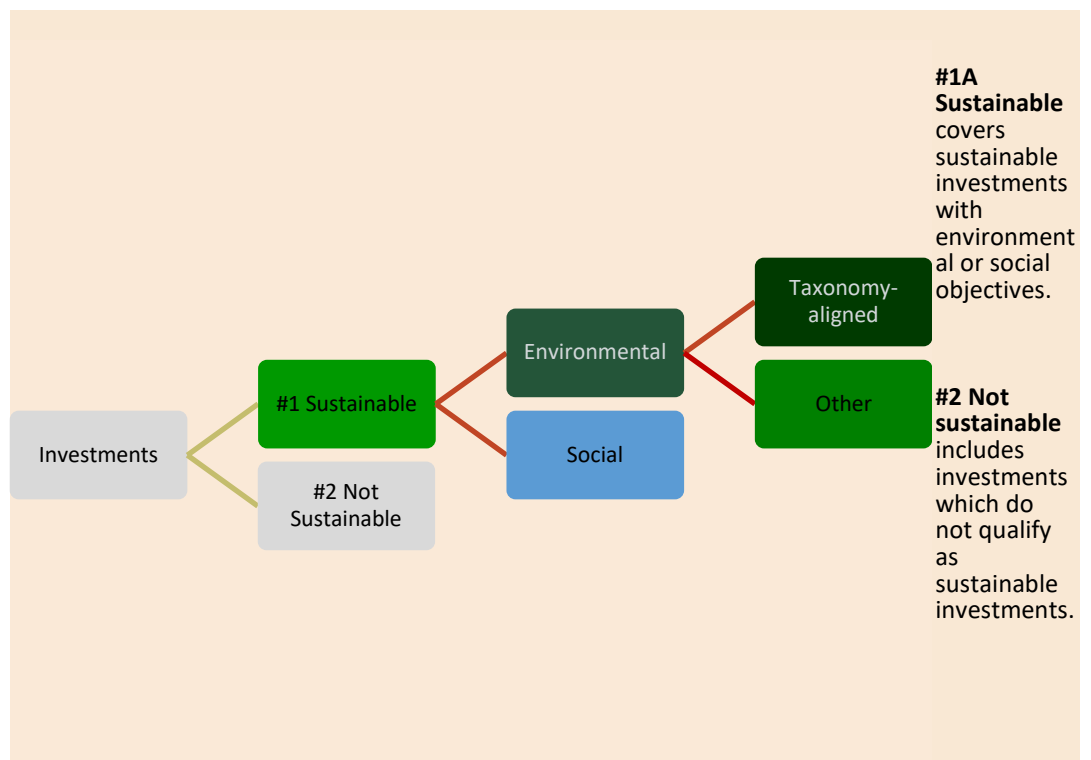 Investments
#1 Sustainable
#2 Not
Sustainable
Environmental
Social
Taxonomy-
aligned
Other
#1A
Sustainable
covers
sustainable
investments
with
environment
al or social
objectives.
#2 Not
sustainable
includes
investments
which do
not qualify
as
sustainable
investments.